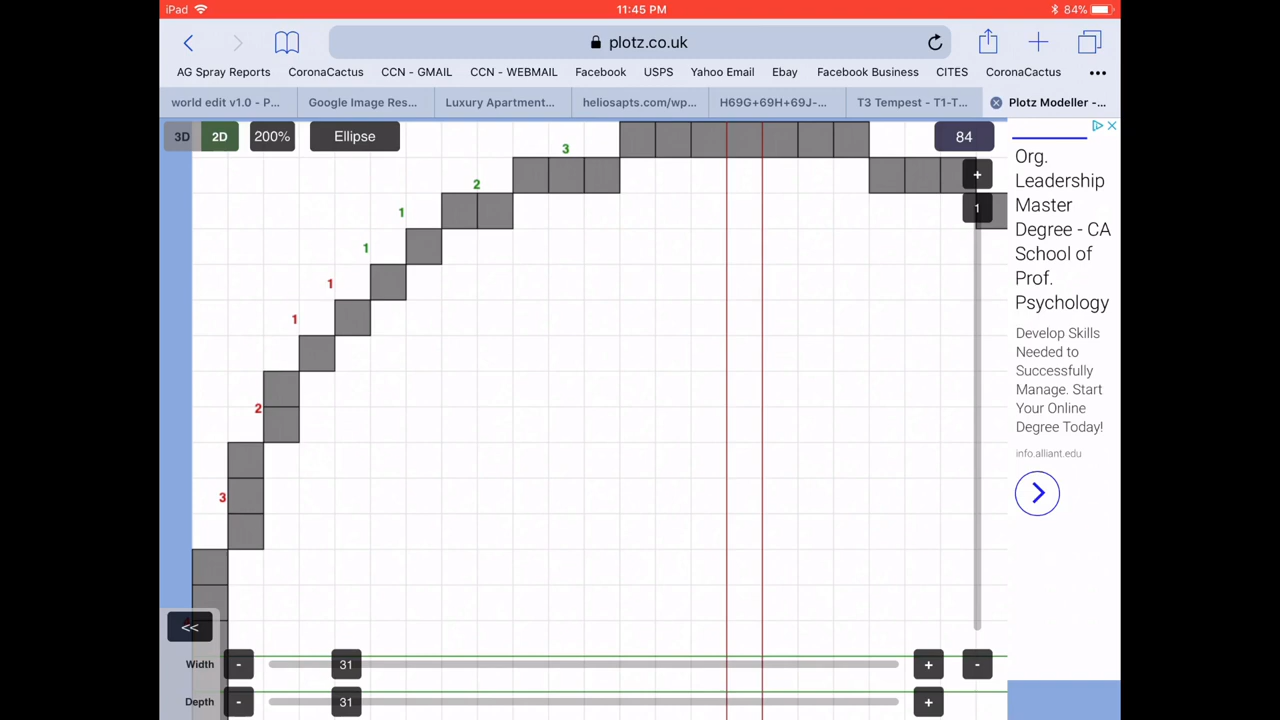 iPad 11:45 PM 84%
plotz.co.uk
AG Spray Reports CoronaCactus CCN - GMAIL CCN - WEBMAIL Facebook USPS Yahoo Email Ebay Facebook Business CITES CoronaCactus •••
world edit v1.0 - P... Google Image Res... Luxury Apartment... heliosapts.com/wp... H69G+69H+69J-... T3 Tempest - T1-T... Plotz Modeller -...
3D 2D 200% Ellipse 84
+
1
3
2
1
1
1
1
2
3
Org.
Leadership
Master
Degree - CA
School of
Prof.
Psychology
Develop Skills
Needed to
Successfully
Manage. Start
Your Online
Degree Today!
info.alliant.edu
<<
Width - 31 + -
Depth - 31 +